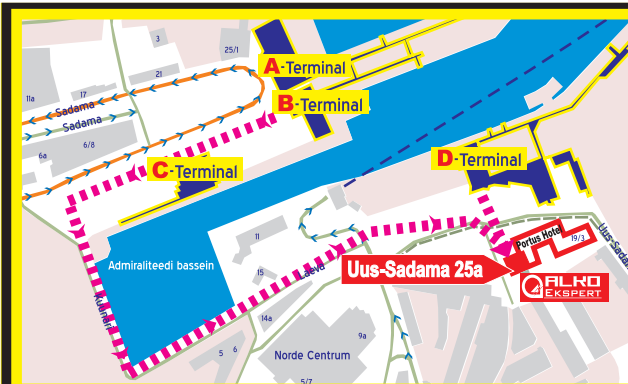 3
25/1
A-Terminal
21
17
11a
Sadama
B-Terminal
Sadama
6/8
6a
D-Terminal
C-Terminal
Portus Hotel
19/3
Uus-Sada
11
Admiraliteedi bassein
15
Laeva
Uus-Sadama 25a
ALKO
EKSPERT
Kuunari
14a
9a
5
6
Norde Centrum
5/7